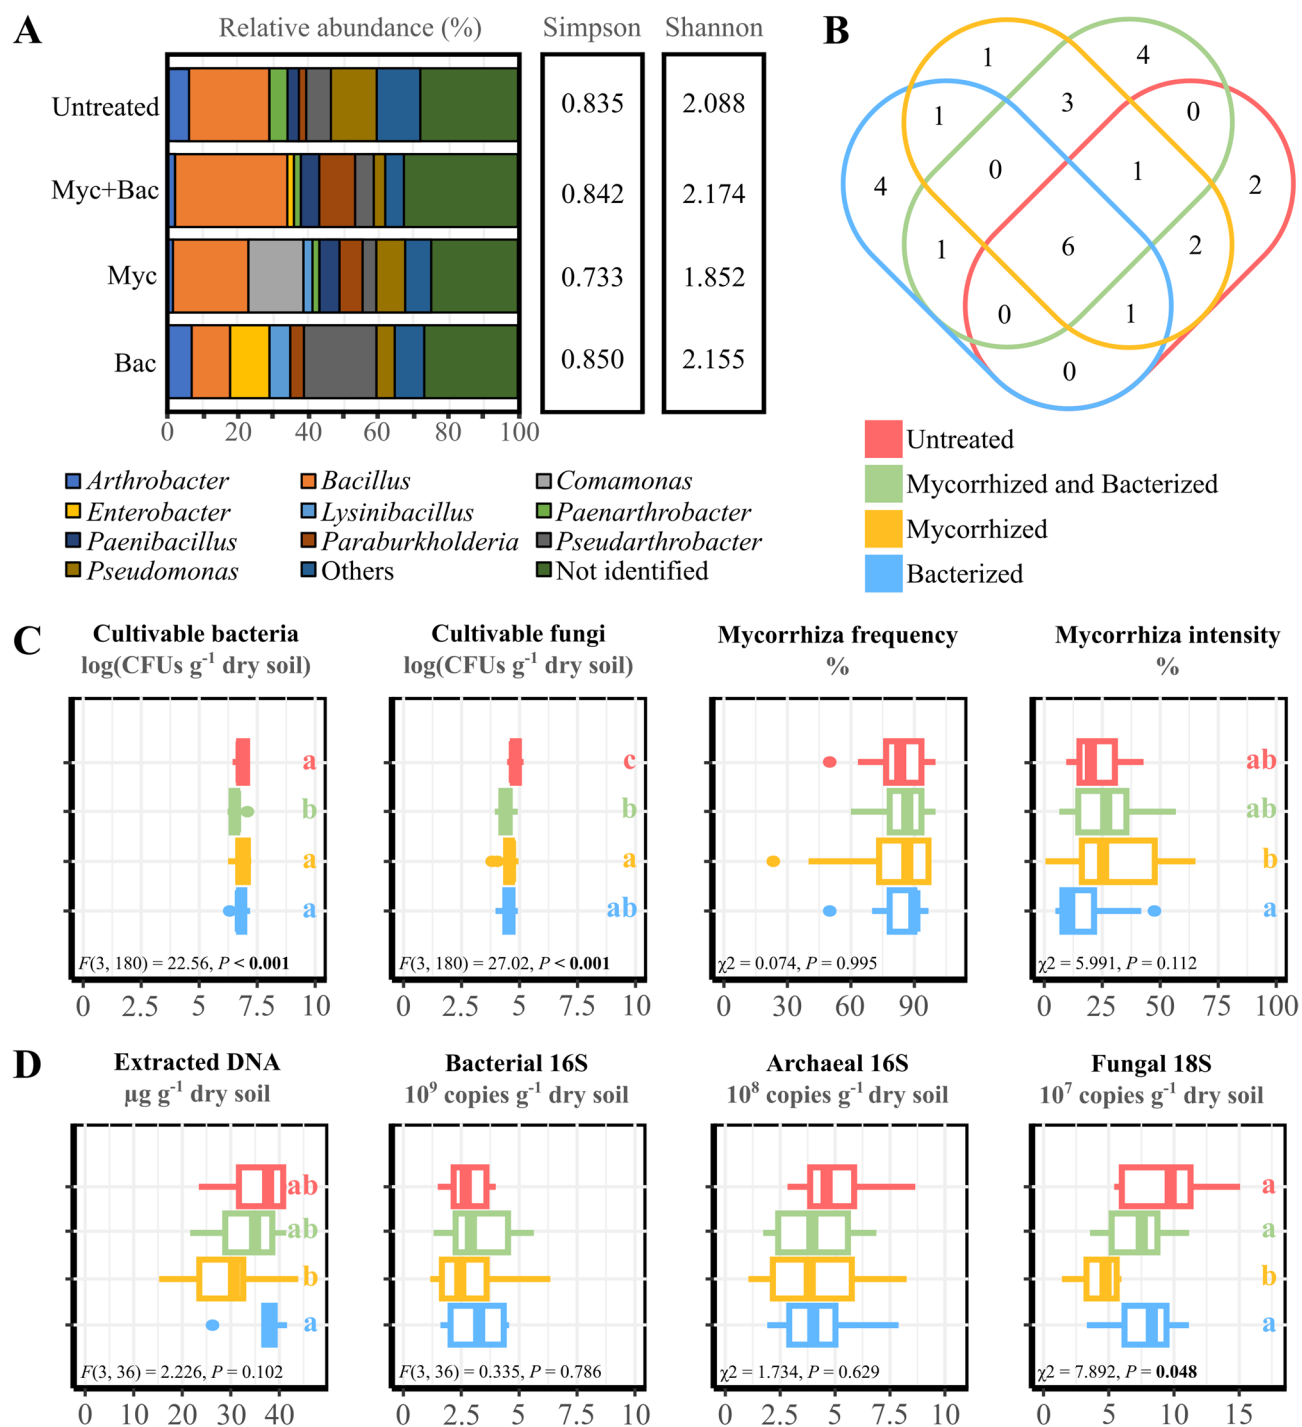 A
Relative abundance (%)
Simpson
Shannon
Untreated
0.835
2.088
Myc+Bac
0.842
2.174
Myc
0.733
1.852
Bac
0.850
2.155
0 20 40 60 80 100
Arthrobacter
Bacillus
Comamonas
Enterobacter
Lysinibacillus
Paenarthrobacter
Paenibacillus
Paraburkholderia
Pseudarthrobacter
Pseudomonas
Others
Not identified
B
1
4
1
3
0
4
0
1
2
1
6
2
0
1
0
Untreated
Mycorrhized and Bacterized
Mycorrhized
Bacterized
C
Cultivable bacteria
log(CFUs g⁻¹ dry soil)
a
b
a
a
F(3, 180) = 22.56, P < 0.001
0 2.5 5 7.5 10
Cultivable fungi
log(CFUs g⁻¹ dry soil)
c
b
a
ab
F(3, 180) = 27.02, P < 0.001
0 2.5 5 7.5 10
Mycorrhiza frequency
%
χ2 = 0.074, P = 0.995
0 30 60 90
Mycorrhiza intensity
%
ab
ab
b
a
χ2 = 5.991, P = 0.112
0 25 50 75 100
D
Extracted DNA
µg g⁻¹ dry soil
ab
ab
b
a
F(3, 36) = 2.226, P = 0.102
0 10 20 30 40
Bacterial 16S
10⁹ copies g⁻¹ dry soil
F(3, 36) = 0.335, P = 0.786
0 2.5 5 7.5 10
Archaeal 16S
10⁸ copies g⁻¹ dry soil
χ2 = 1.734, P = 0.629
0 2.5 5 7.5 10
Fungal 18S
10⁷ copies g⁻¹ dry soil
a
a
b
a
χ2 = 7.892, P = 0.048
0 5 10 15